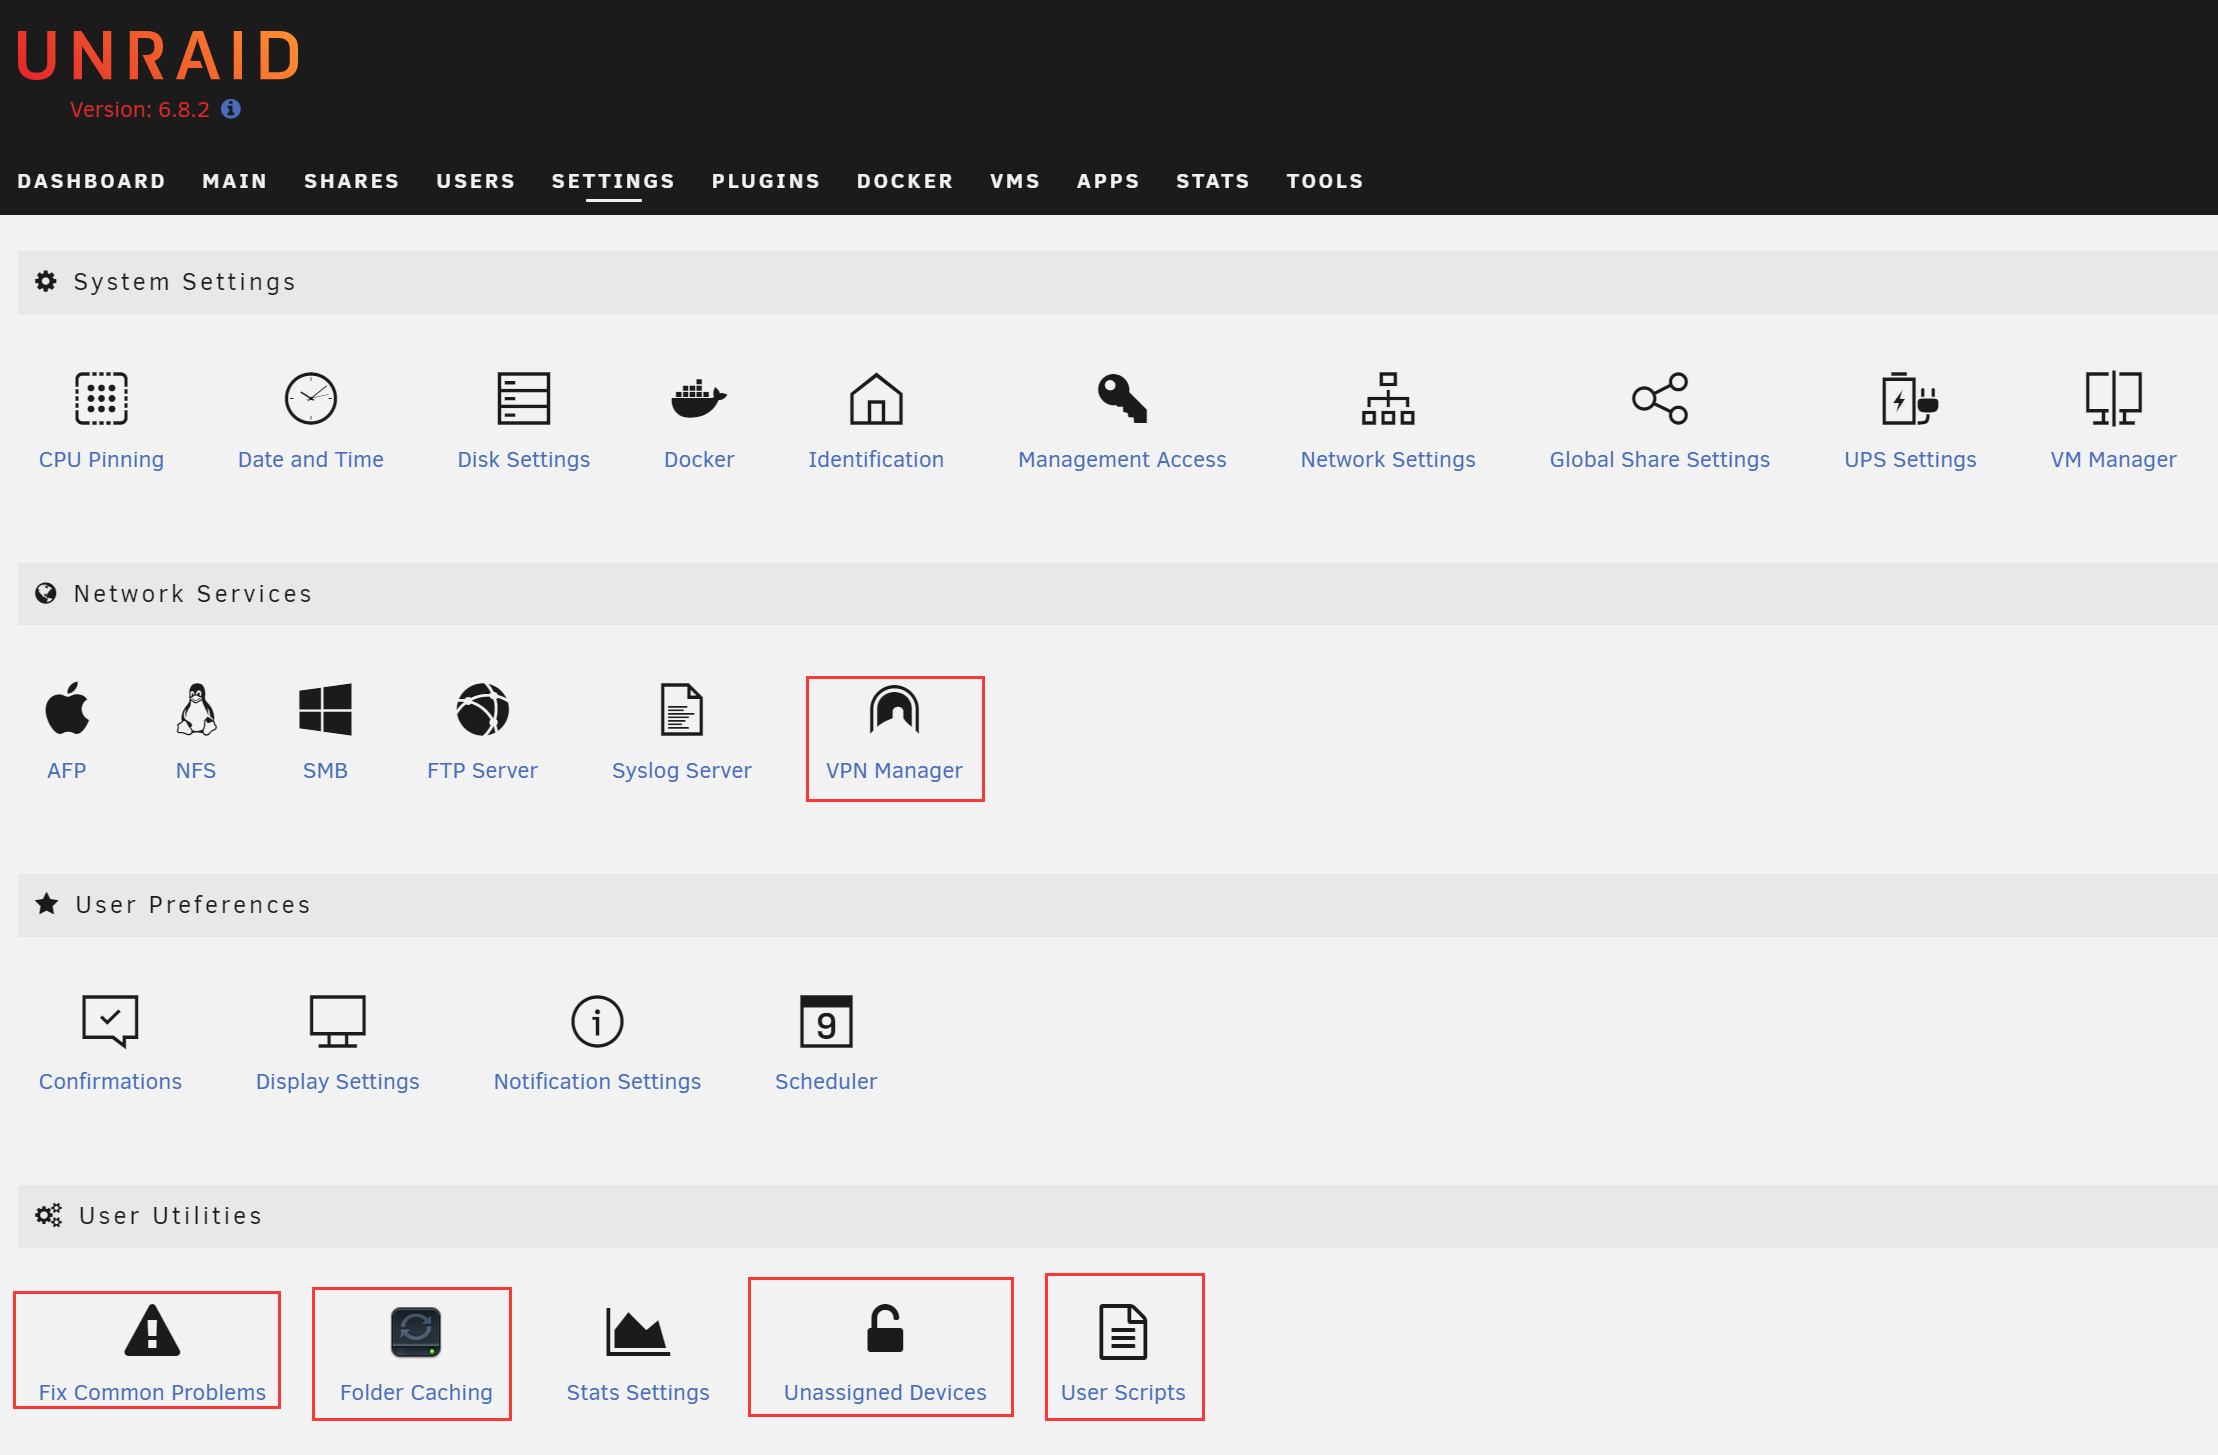 UNRAID
Version: 6.8.2
DASHBOARD MAIN SHARES USERS SETTINGS PLUGINS DOCKER VMS APPS STATS TOOLS
System Settings
CPU Pinning Date and Time Disk Settings Docker Identification Management Access Network Settings Global Share Settings UPS Settings VM Manager
Network Services
AFP NFS SMB FTP Server Syslog Server VPN Manager
User Preferences
9
Confirmations Display Settings Notification Settings Scheduler
User Utilities
Fix Common Problems Folder Caching Stats Settings Unassigned Devices User Scripts